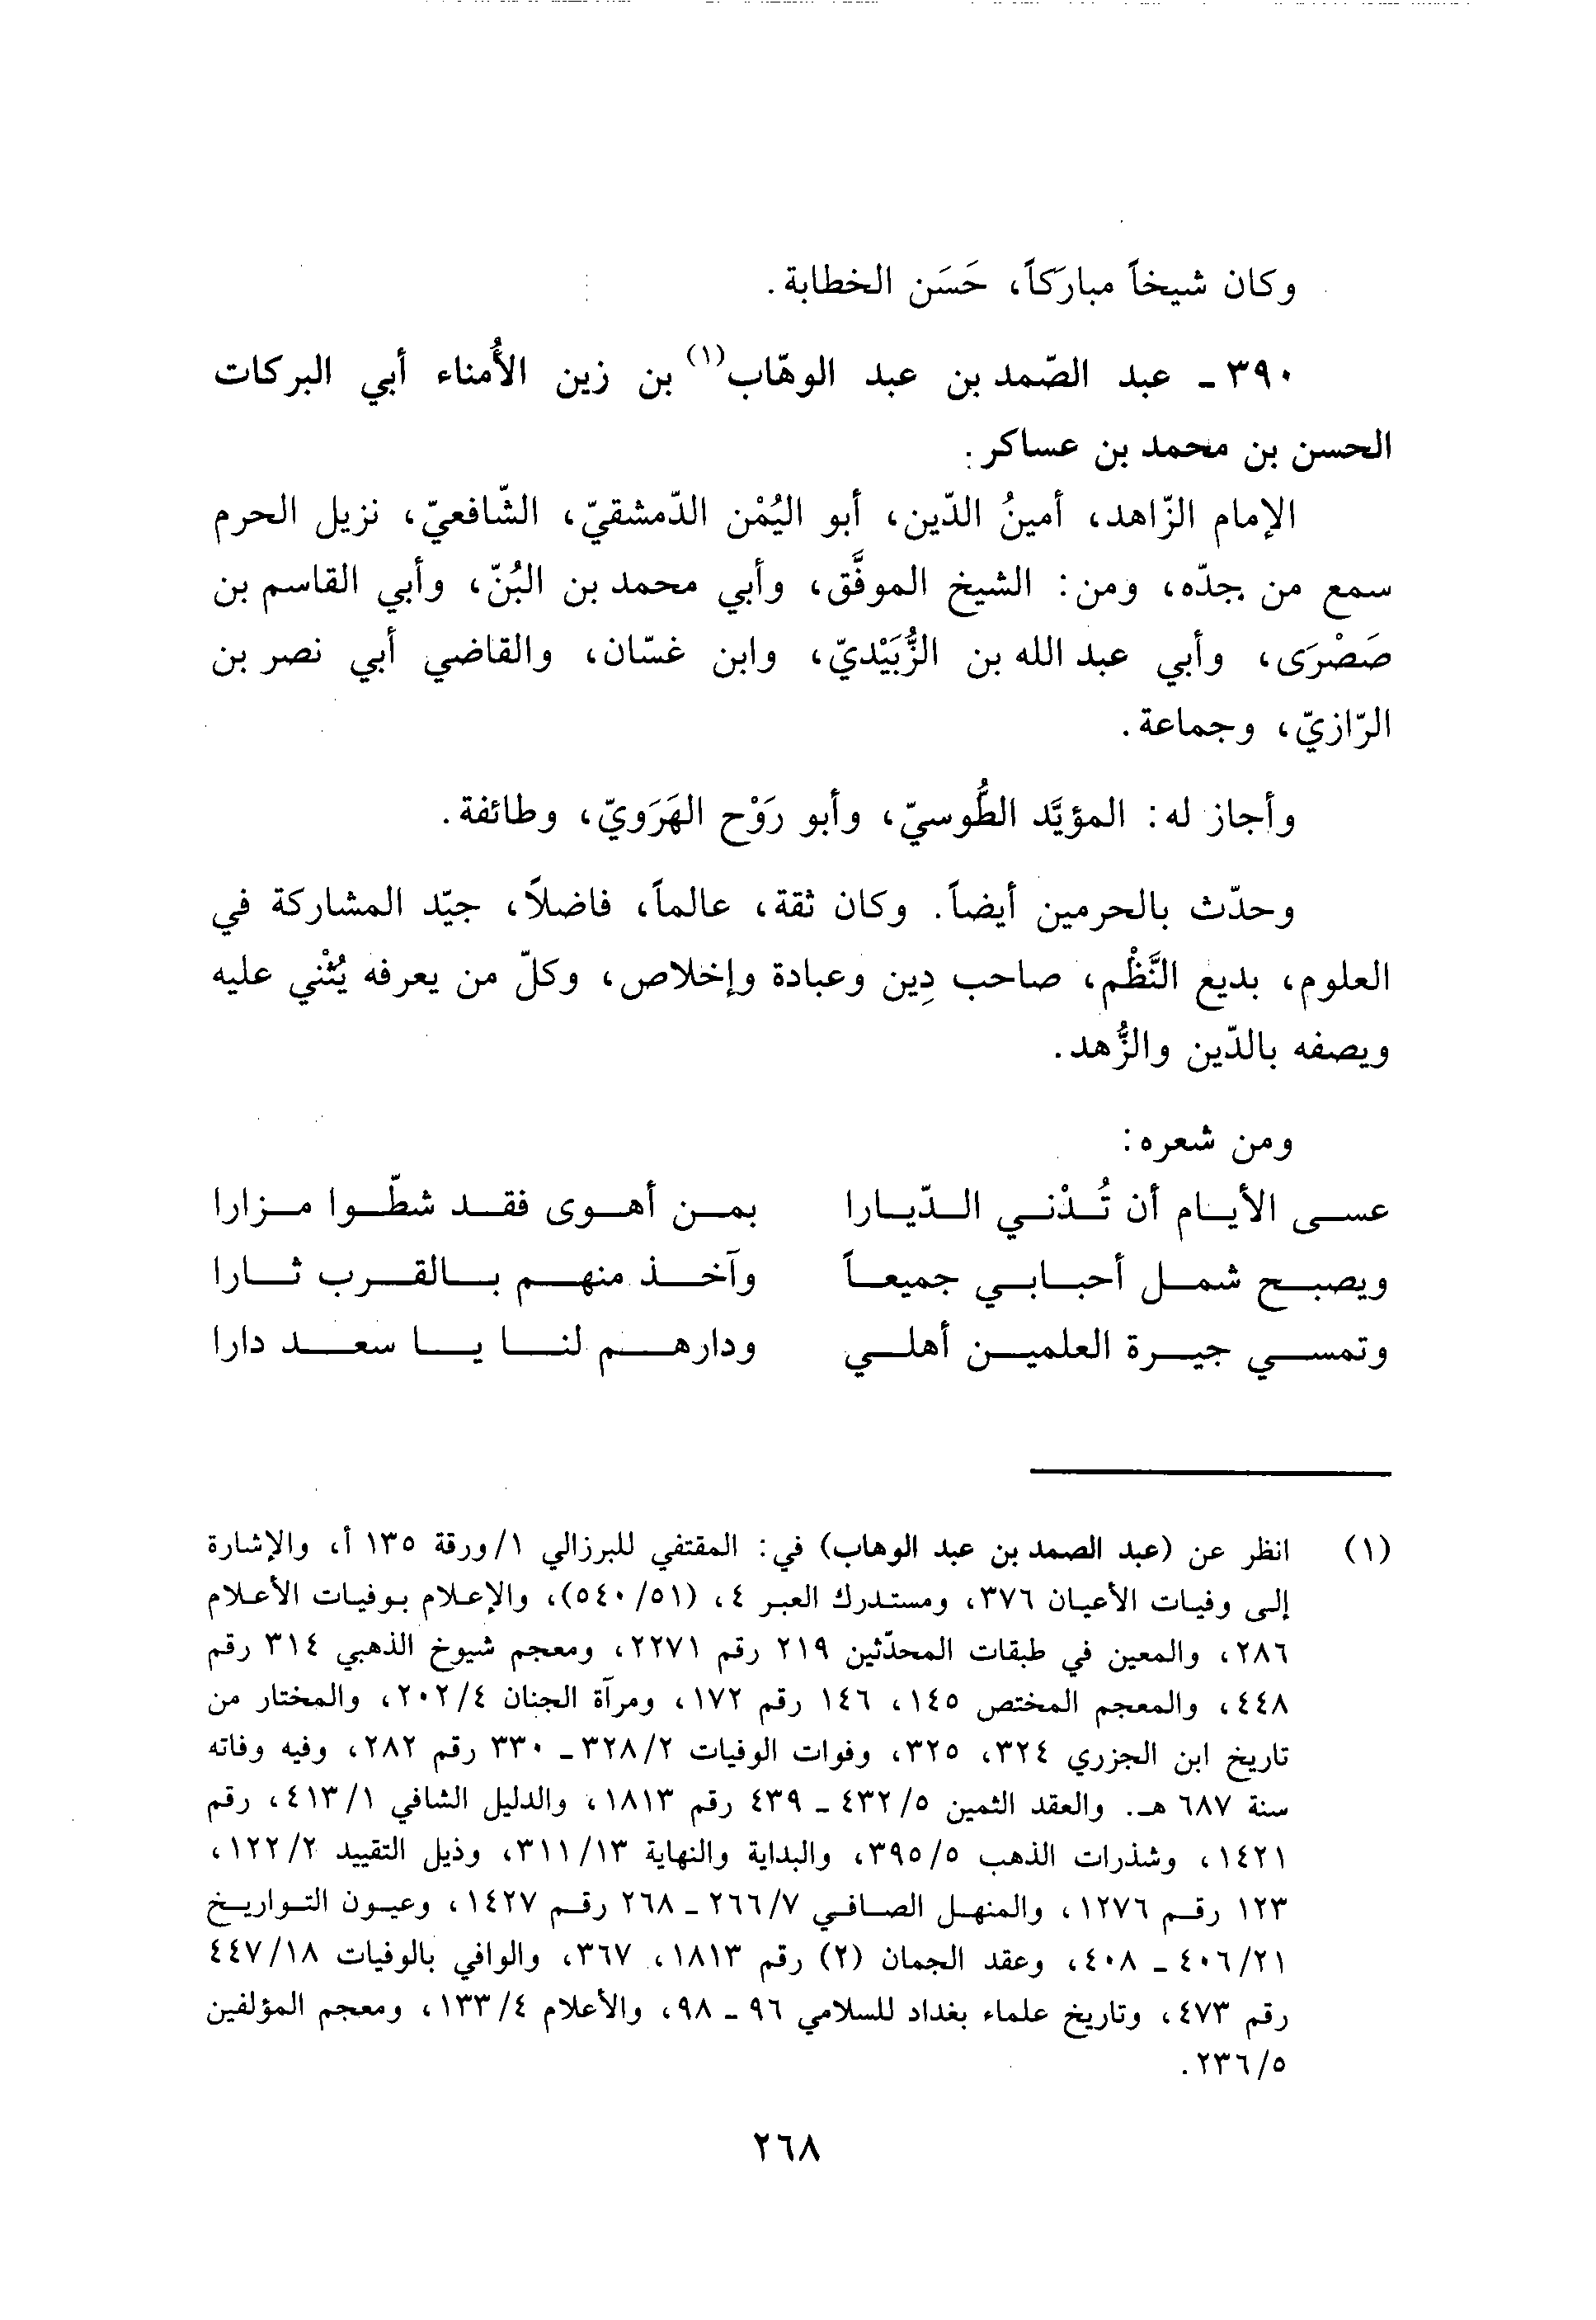 وكان شيخاً مباركاً، حَسَن الخطابة.
٣٩٠ ـ عبد الصّمد بن عبد الوهّاب(١) بن زين الأُمناء أبي البركات
الحسن بن محمد بن عساكر.
الإمام الزّاهد، أمينُ الدّين، أبو اليُمْن الدّمشقيّ، الشّافعيّ، نزيل الحرم
سمع من جدّه، ومن: الشيخ الموفَّق، وأبي محمد بن البُنّ، وأبي القاسم بن
صَصْرَى، وأبي عبد الله بن الزُّبَيْديّ، وابن غسّان، والقاضي أبي نصر بن
الرّازيّ، وجماعة.
وأجاز له: المؤيَّد الطُّوسيّ، وأبو رَوْح الهَرَويّ، وطائفة.
وحدّث بالحرمين أيضاً. وكان ثقة، عالماً، فاضلاً، جيّد المشاركة في
العلوم، بديع النَّظْم، صاحب دِين وعبادة وإخلاص، وكلّ من يعرفه يُثْني عليه
ويصفه بالدّين والزُّهد.
ومن شعره:
عسى الأيام أن تُدْني الدّيارا بمن أهوى فقد شطّوا مزارا
ويصبح شمل أحبابي جميعاً وآخذ منهم بالقرب ثارا
وتمسي جيرة العلمين أهلي ودارهم لنا يا سعد دارا
(١) انظر عن (عبد الصمد بن عبد الوهاب) في: المقتفي للبرزالي ١/ورقة ١٣٥ أ، والإشارة
إلى وفيات الأعيان ٣٧٦، ومستدرك العبر ٤، (٥٤٠/٥١)، والإعلام بوفيات الأعلام
٢٨٦، والمعين في طبقات المحدّثين ٢١٩ رقم ٢٢٧١، ومعجم شيوخ الذهبي ٣١٤ رقم
٤٤٨، والمعجم المختص ١٤٥، ١٤٦ رقم ١٧٢، ومرآة الجنان ٢٠٢/٤، والمختار من
تاريخ ابن الجزري ٣٢٤، ٣٢٥، وفوات الوفيات ٣٢٨/٢ ـ ٣٣٠ رقم ٢٨٢، وفيه وفاته
سنة ٦٨٧ هـ. والعقد الثمين ٤٣٢/٥ ـ ٤٣٩ رقم ١٨١٣، والدليل الشافي ٤١٣/١، رقم
١٤٢١، وشذرات الذهب ٣٩٥/٥، والبداية والنهاية ٣١١/١٣، وذيل التقييد ١٢٢/٢،
١٢٣ رقم ١٢٧٦، والمنهل الصافي ٢٦٦/٧ ـ ٢٦٨ رقم ١٤٢٧، وعيون التواريخ
٤٠٦/٢١ ـ ٤٠٨، وعقد الجمان (٢) رقم ١٨١٣، ٣٦٧، والوافي بالوفيات ٤٤٧/١٨
رقم ٤٧٣، وتاريخ علماء بغداد للسلامي ٩٦ ـ ٩٨، والأعلام ١٣٣/٤، ومعجم المؤلفين
٢٣٦/٥.
٢٦٨